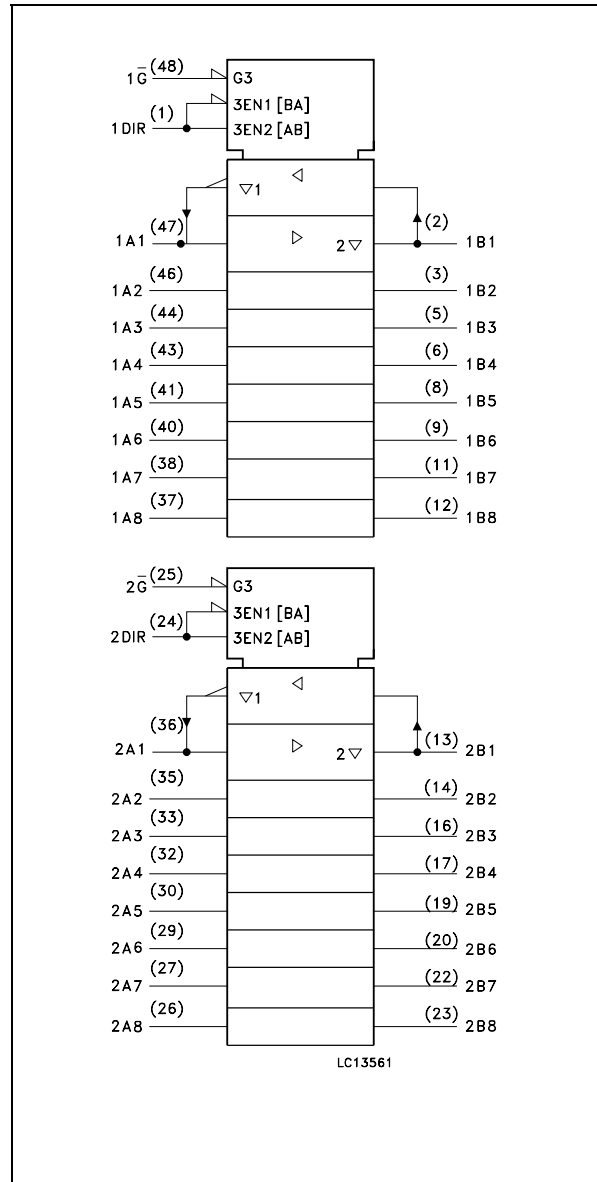 1G̅ (48) G3
3EN1 [BA]
1DIR (1) 3EN2 [AB]
▽1 ◁
1A1 (47) ▷ 2▽ (2) 1B1
1A2 (46) (3) 1B2
1A3 (44) (5) 1B3
1A4 (43) (6) 1B4
1A5 (41) (8) 1B5
1A6 (40) (9) 1B6
1A7 (38) (11) 1B7
1A8 (37) (12) 1B8
2G̅ (25) G3
3EN1 [BA]
2DIR (24) 3EN2 [AB]
▽1 ◁
2A1 (36) ▷ 2▽ (13) 2B1
2A2 (35) (14) 2B2
2A3 (33) (16) 2B3
2A4 (32) (17) 2B4
2A5 (30) (19) 2B5
2A6 (29) (20) 2B6
2A7 (27) (22) 2B7
2A8 (26) (23) 2B8
LC13561